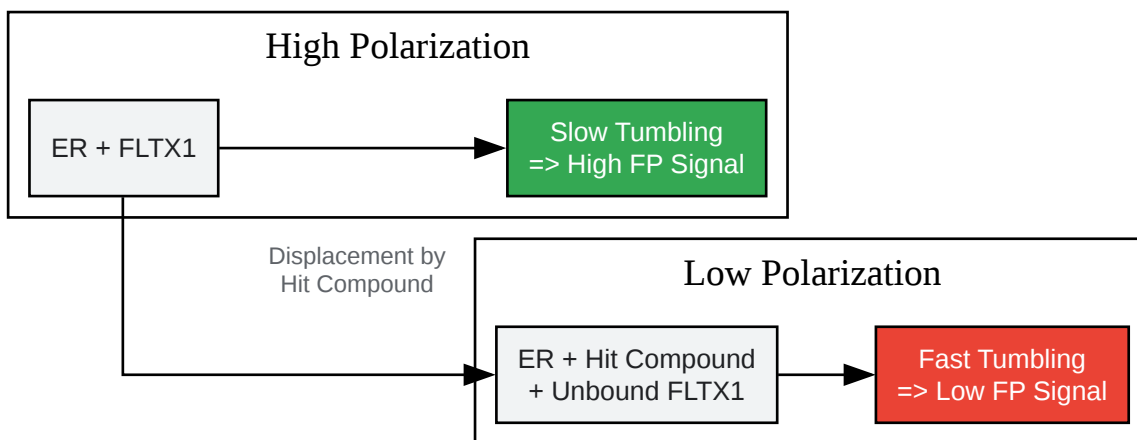 High Polarization
ER + FLTX1
Slow Tumbling
=> High FP Signal
Displacement by
Hit Compound
Low Polarization
ER + Hit Compound
+ Unbound FLTX1
Fast Tumbling
=> Low FP Signal